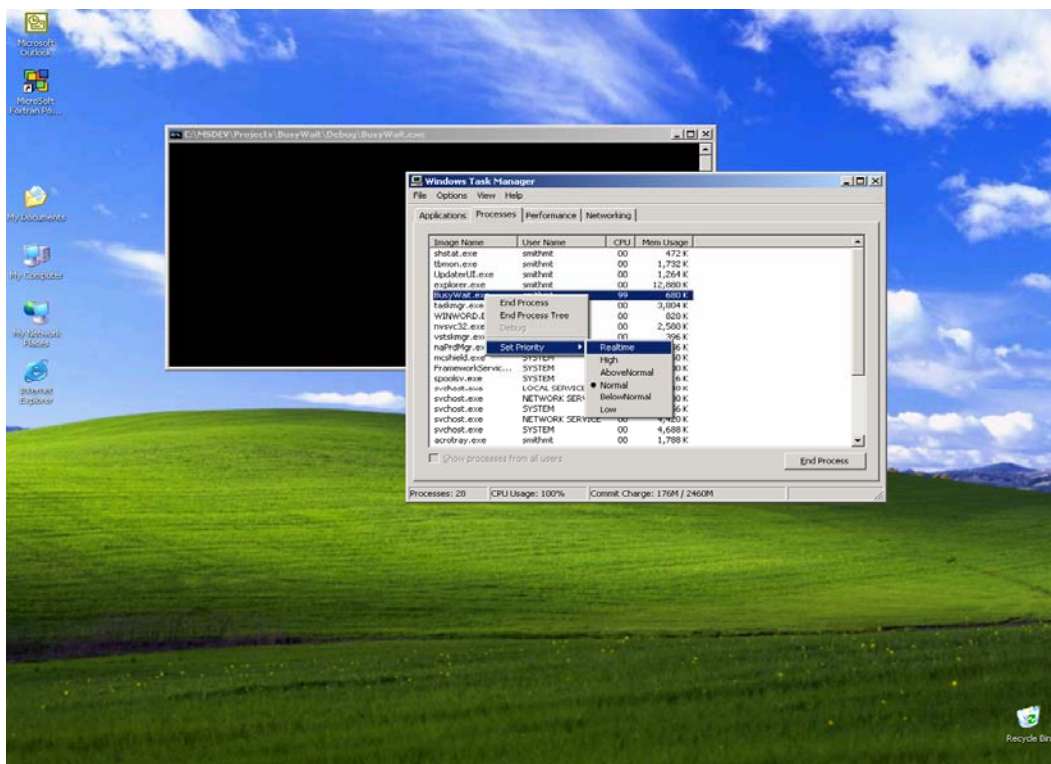 Microsoft
Outlook
MicroSoft
Fortran Po...
My Documents
My Computer
My Network
Places
Internet
Explorer
C:\MSDEV\Projects\BusyWait\Debug\BusyWait.exe
Windows Task Manager
File Options View Help
Applications Processes Performance Networking
Image Name User Name CPU Mem Usage
shstat.exe smithmt 00 472 K
tbmon.exe smithmt 00 1,732 K
UpdaterUI.exe smithmt 00 1,264 K
explorer.exe smithmt 00 12,880 K
BusyWait.exe 99 680 K
taskmgr.exe 00 3,804 K
WINWORD.E 00 820 K
nvsvc32.exe 00 2,580 K
vstskmgr.ex 00 396 K
naPrdMgr.ex
mcshield.exe SYSTEM
FrameworkServic... SYSTEM
spoolsv.exe SYSTEM
svchost.exe LOCAL SERVICE
svchost.exe NETWORK SERV
svchost.exe SYSTEM
svchost.exe NETWORK SERVICE 00 4,420 K
svchost.exe SYSTEM 00 4,688 K
acrotray.exe smithmt 00 1,788 K
End Process
End Process Tree
Debug
Set Priority
Realtime
High
AboveNormal
Normal
BelowNormal
Low
Show processes from all users
End Process
Processes: 28 CPU Usage: 100% Commit Charge: 176M / 2460M
Recycle Bin